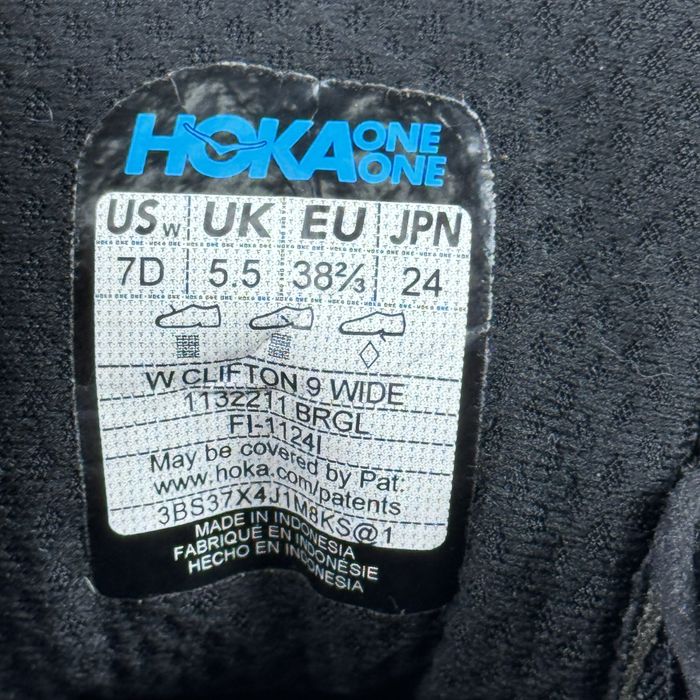 HOKA ONE ONE
US W UK EU JPN
7D 5.5 38⅔ 24
W CLIFTON 9 WIDE
1132211 BRGL
FI-1124I
May be covered by Pat.
www.hoka.com/patents
3BS37X4J1M8KS@1
MADE IN INDONESIA
FABRIQUE EN INDONÉSIE
HECHO EN INDONESIA